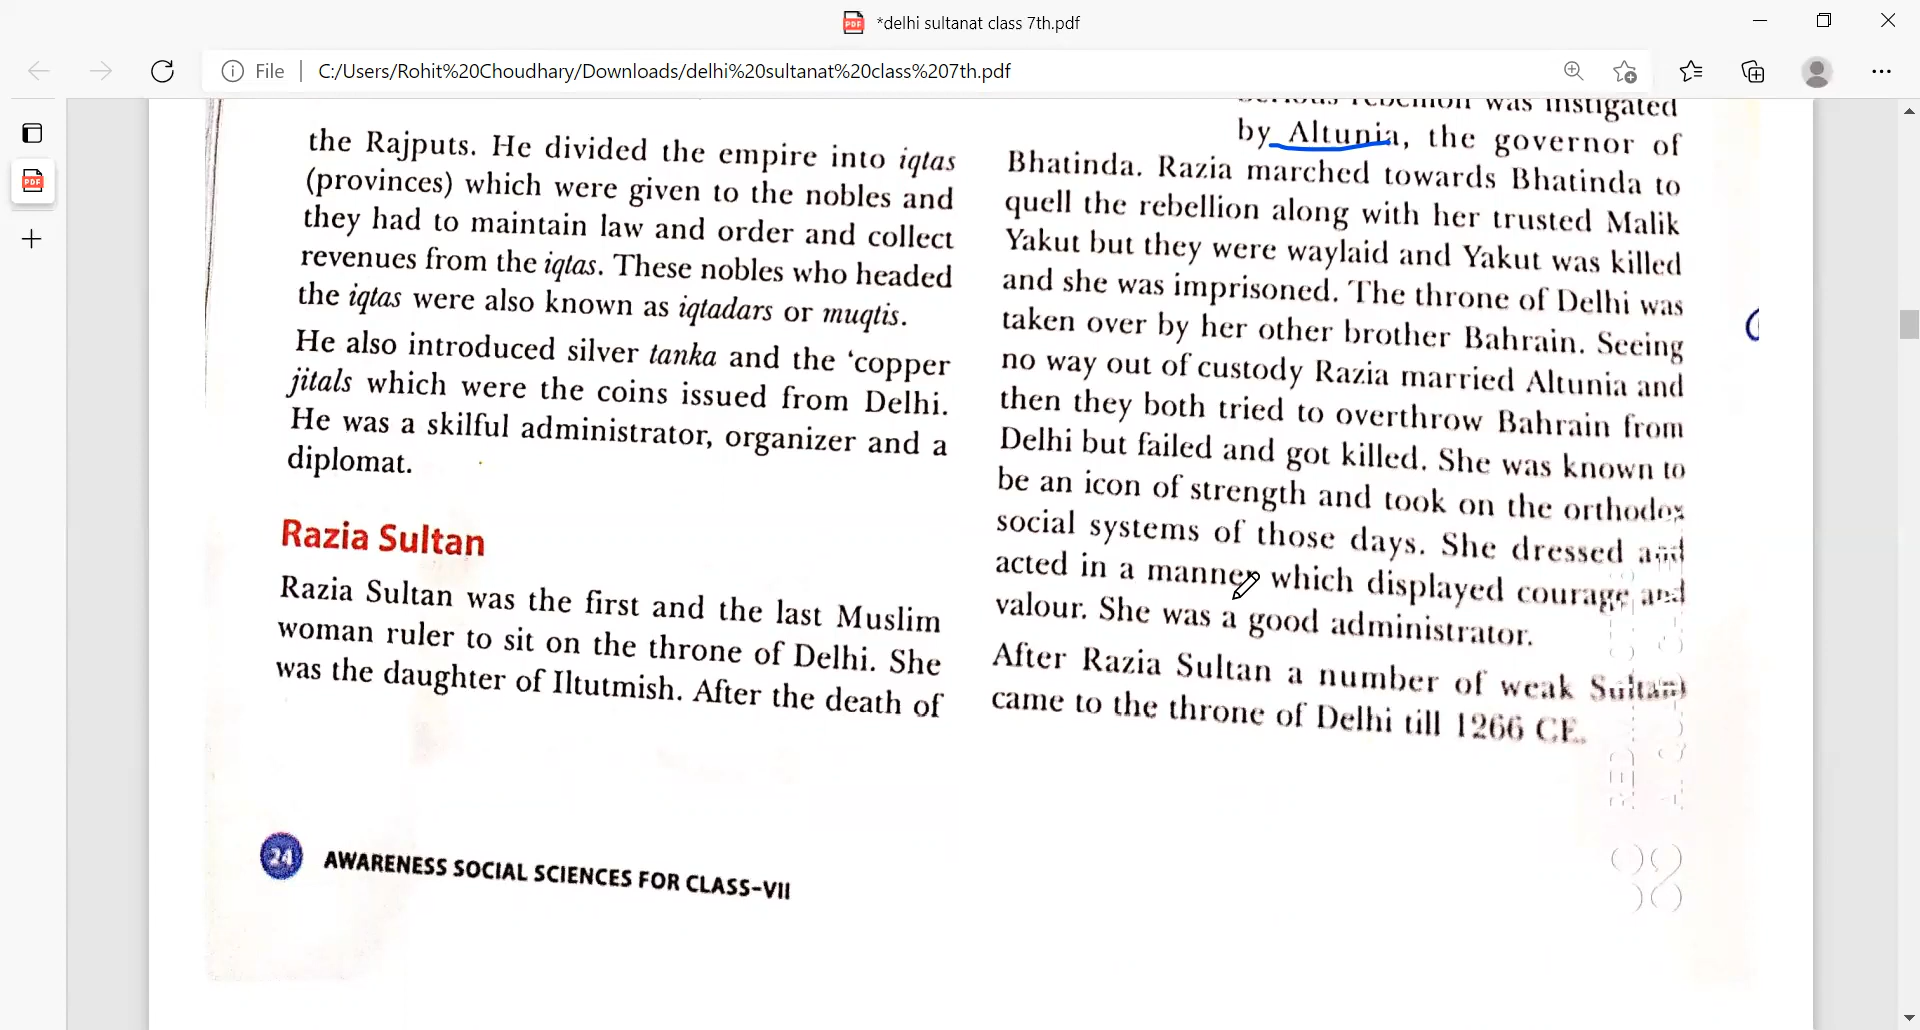 *delhi sultanat class 7th.pdf
File
C:/Users/Rohit%20Choudhary/Downloads/delhi%20sultanat%20class%207th.pdf
the Rajputs. He divided the empire into iqtas
(provinces) which were given to the nobles and
they had to maintain law and order and collect
revenues from the iqtas. These nobles who headed
the iqtas were also known as iqtadars or muqtis.
He also introduced silver tanka and the ‘copper
jitals which were the coins issued from Delhi.
He was a skilful administrator, organizer and a
diplomat.
Razia Sultan
Razia Sultan was the first and the last Muslim
woman ruler to sit on the throne of Delhi. She
was the daughter of Iltutmish. After the death of
24 AWARENESS SOCIAL SCIENCES FOR CLASS-VII
serious rebellion was instigated
by Altunia, the governor of
Bhatinda. Razia marched towards Bhatinda to
quell the rebellion along with her trusted Malik
Yakut but they were waylaid and Yakut was killed
and she was imprisoned. The throne of Delhi was
taken over by her other brother Bahrain. Seeing
no way out of custody Razia married Altunia and
then they both tried to overthrow Bahrain from
Delhi but failed and got killed. She was known to
be an icon of strength and took on the orthodox
social systems of those days. She dressed and
acted in a manner which displayed courage and
valour. She was a good administrator.
After Razia Sultan a number of weak Sultan
came to the throne of Delhi till 1266 CE.